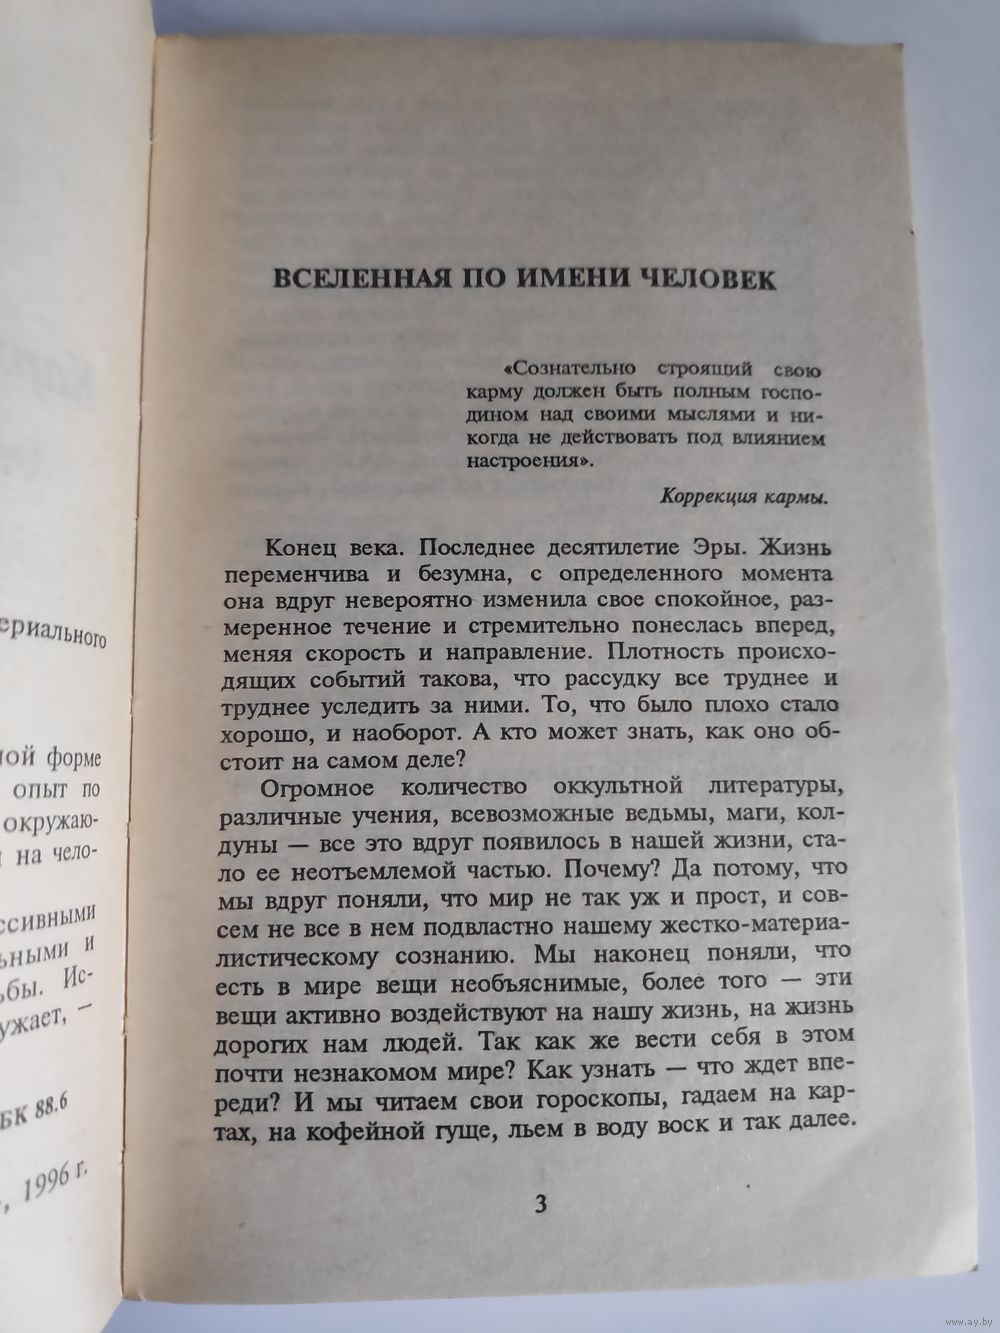 ериального
ной форме
опыт по
окружаю-
на чело-
ссивными
ьными и
ьбы. Ис-
ужает, —
БК 88.6
1996 г.
ВСЕЛЕННАЯ ПО ИМЕНИ ЧЕЛОВЕК
«Сознательно строящий свою
карму должен быть полным госпо-
дином над своими мыслями и ни-
когда не действовать под влиянием
настроения».
Коррекция кармы.
Конец века. Последнее десятилетие Эры. Жизнь
переменчива и безумна, с определенного момента
она вдруг невероятно изменила свое спокойное, раз-
меренное течение и стремительно понеслась вперед,
меняя скорость и направление. Плотность происхо-
дящих событий такова, что рассудку все труднее и
труднее уследить за ними. То, что было плохо стало
хорошо, и наоборот. А кто может знать, как оно об-
стоит на самом деле?
Огромное количество оккультной литературы,
различные учения, всевозможные ведьмы, маги, кол-
дуны — все это вдруг появилось в нашей жизни, ста-
ло ее неотъемлемой частью. Почему? Да потому, что
мы вдруг поняли, что мир не так уж и прост, и сов-
сем не все в нем подвластно нашему жестко-материа-
листическому сознанию. Мы наконец поняли, что
есть в мире вещи необъяснимые, более того — эти
вещи активно воздействуют на нашу жизнь, на жизнь
дорогих нам людей. Так как же вести себя в этом
почти незнакомом мире? Как узнать — что ждет впе-
реди? И мы читаем свои гороскопы, гадаем на кар-
тах, на кофейной гуще, льем в воду воск и так далее.
3
www.ay.by